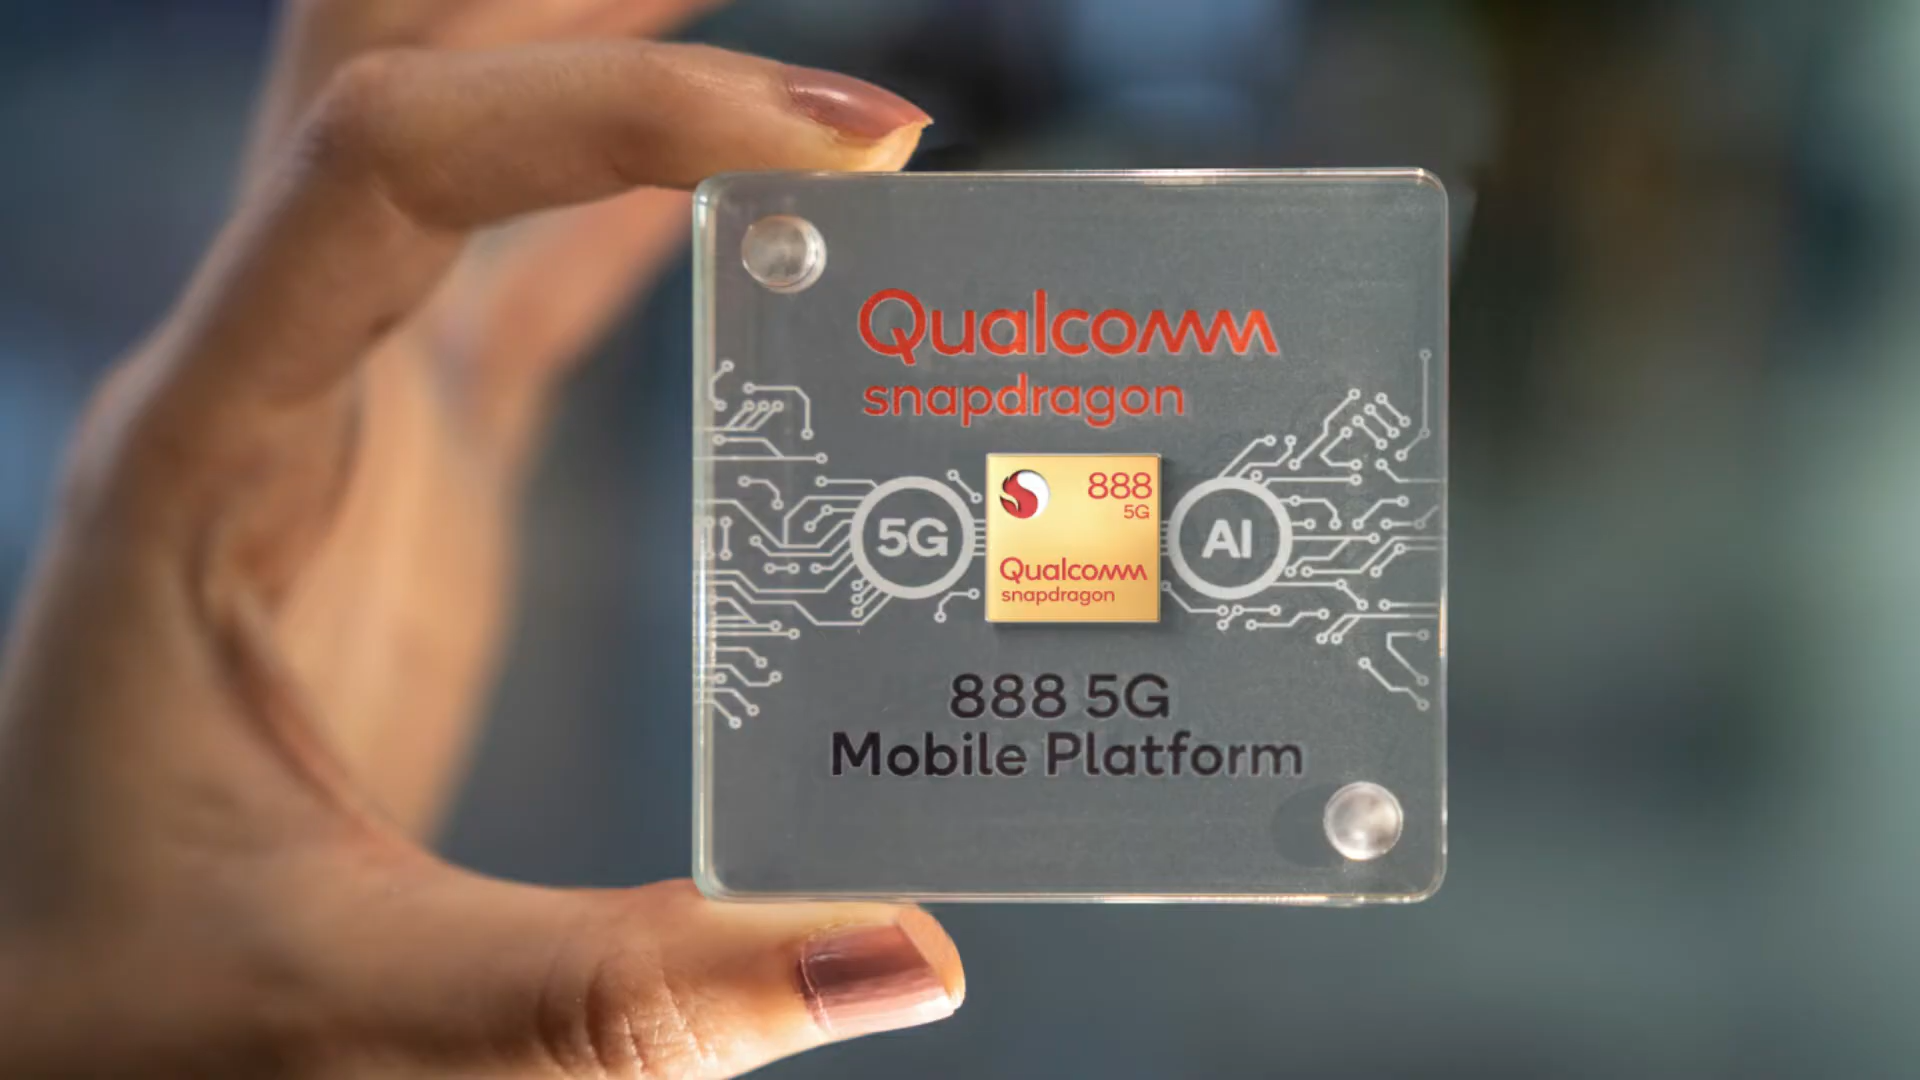 Qualcomm
snapdragon
5G
888
5G
Qualcomm
snapdragon
AI
888 5G
Mobile Platform